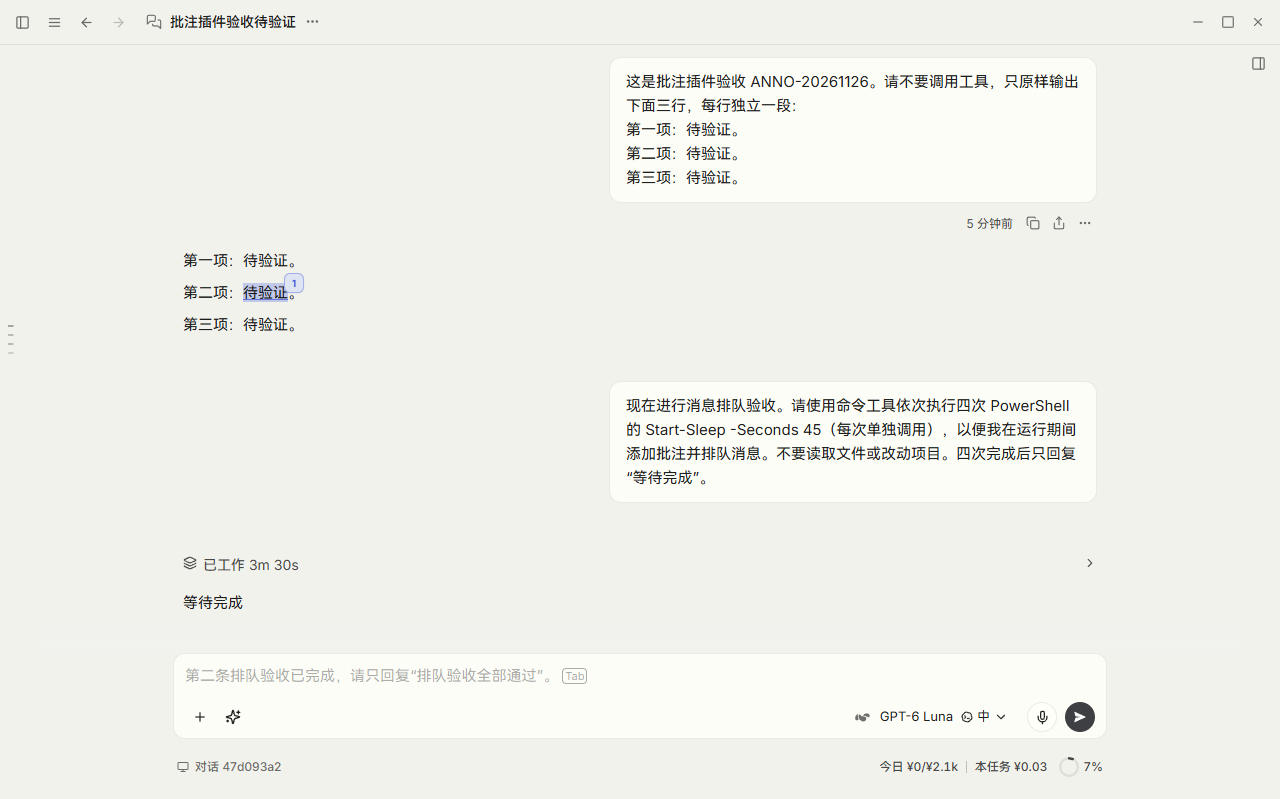 批注插件验收待验证
这是批注插件验收 ANNO-20261126。请不要调用工具，只原样输出
下面三行，每行独立一段：
第一项：待验证。
第二项：待验证。
第三项：待验证。
5 分钟前
第一项：待验证。
1
第二项：待验证。
第三项：待验证。
现在进行消息排队验收。请使用命令工具依次执行四次 PowerShell
的 Start-Sleep -Seconds 45（每次单独调用），以便我在运行期间
添加批注并排队消息。不要读取文件或改动项目。四次完成后只回复
“等待完成”。
已工作 3m 30s
等待完成
第二条排队验收已完成，请只回复“排队验收全部通过”。 Tab
GPT-6 Luna 中
对话 47d093a2
今日 ¥0/¥2.1k 本任务 ¥0.03 7%